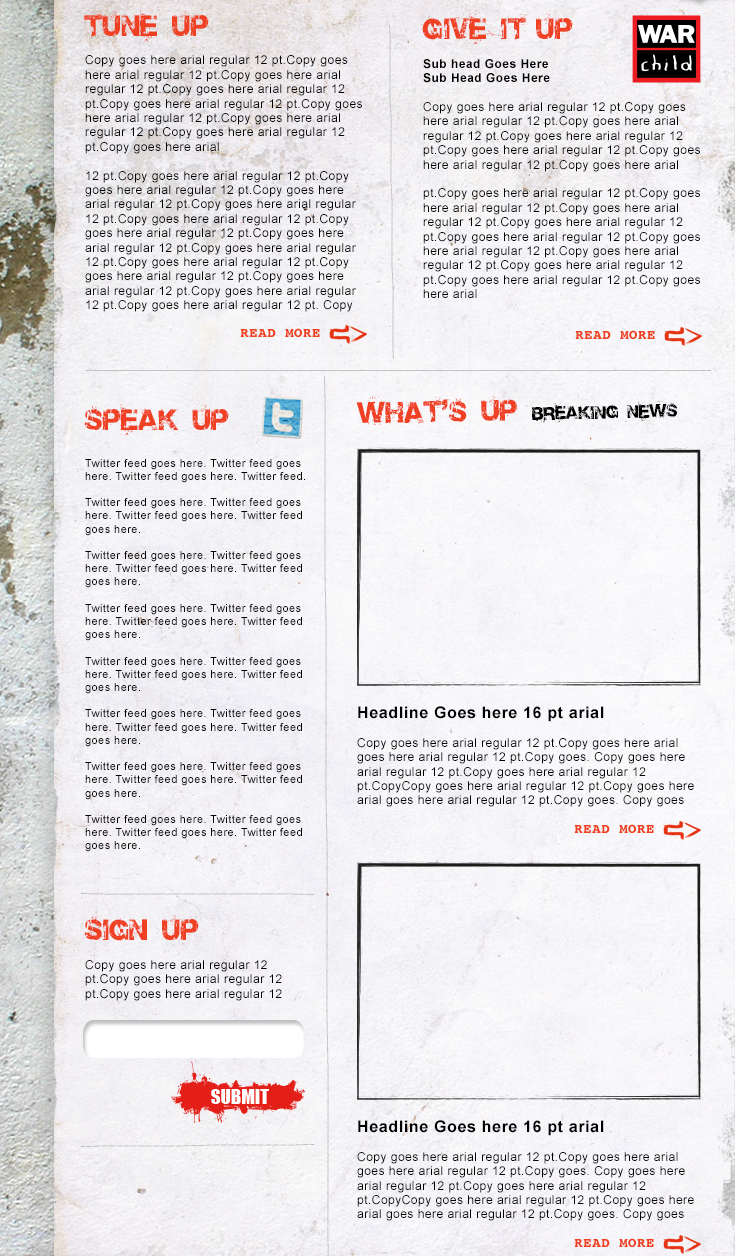 TUNE UP
Copy goes here arial regular 12 pt.Copy goes
here arial regular 12 pt.Copy goes here arial
regular 12 pt.Copy goes here arial regular 12
pt.Copy goes here arial regular 12 pt.Copy goes
here arial regular 12 pt.Copy goes here arial
regular 12 pt.Copy goes here arial regular 12
pt.Copy goes here arial
12 pt.Copy goes here arial regular 12 pt.Copy
goes here arial regular 12 pt.Copy goes here
arial regular 12 pt.Copy goes here arial regular
12 pt.Copy goes here arial regular 12 pt.Copy
goes here arial regular 12 pt.Copy goes here
arial regular 12 pt.Copy goes here arial regular
12 pt.Copy goes here arial regular 12 pt.Copy
goes here arial regular 12 pt.Copy goes here
arial regular 12 pt.Copy goes here arial regular
12 pt.Copy goes here arial regular 12 pt. Copy
READ MORE
GIVE IT UP
WAR
child
Sub head Goes Here
Sub Head Goes Here
Copy goes here arial regular 12 pt.Copy goes
here arial regular 12 pt.Copy goes here arial
regular 12 pt.Copy goes here arial regular 12
pt.Copy goes here arial regular 12 pt.Copy goes
here arial regular 12 pt.Copy goes here arial
pt.Copy goes here arial regular 12 pt.Copy goes
here arial regular 12 pt.Copy goes here arial
regular 12 pt.Copy goes here arial regular 12
pt.Copy goes here arial regular 12 pt.Copy goes
here arial regular 12 pt.Copy goes here arial
regular 12 pt.Copy goes here arial regular 12
pt.Copy goes here arial regular 12 pt.Copy goes
here arial
READ MORE
SPEAK UP
t
Twitter feed goes here. Twitter feed goes
here. Twitter feed goes here. Twitter feed.
Twitter feed goes here. Twitter feed goes
here. Twitter feed goes here. Twitter feed
goes here.
Twitter feed goes here. Twitter feed goes
here. Twitter feed goes here. Twitter feed
goes here.
Twitter feed goes here. Twitter feed goes
here. Twitter feed goes here. Twitter feed
goes here.
Twitter feed goes here. Twitter feed goes
here. Twitter feed goes here. Twitter feed
goes here.
Twitter feed goes here. Twitter feed goes
here. Twitter feed goes here. Twitter feed
goes here.
Twitter feed goes here. Twitter feed goes
here. Twitter feed goes here. Twitter feed
goes here.
Twitter feed goes here. Twitter feed goes
here. Twitter feed goes here. Twitter feed
goes here.
SIGN UP
Copy goes here arial regular 12
pt.Copy goes here arial regular 12
pt.Copy goes here arial regular 12
SUBMIT
WHAT'S UP BREAKING NEWS
Headline Goes here 16 pt arial
Copy goes here arial regular 12 pt.Copy goes here arial
goes here arial regular 12 pt.Copy goes. Copy goes here
arial regular 12 pt.Copy goes here arial regular 12
pt.CopyCopy goes here arial regular 12 pt.Copy goes here
arial goes here arial regular 12 pt.Copy goes. Copy goes
READ MORE
Headline Goes here 16 pt arial
Copy goes here arial regular 12 pt.Copy goes here arial
goes here arial regular 12 pt.Copy goes. Copy goes here
arial regular 12 pt.Copy goes here arial regular 12
pt.CopyCopy goes here arial regular 12 pt.Copy goes here
arial goes here arial regular 12 pt.Copy goes. Copy goes
READ MORE